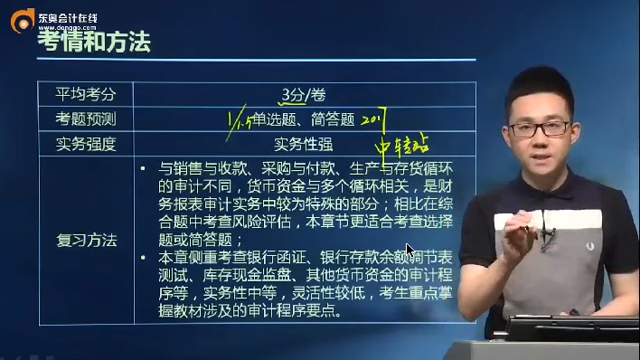 东奥会计在线
www.dongao.com
考情和方法
平均考分 3分/卷
考题预测 1/1.5 单选题、简答题 201
实务强度 实务性强 中转站
复习方法
• 与销售与收款、采购与付款、生产与存货循环
的审计不同，货币资金与多个循环相关，是财
务报表审计实务中较为特殊的部分；相比在综
合题中考查风险评估，本章节更适合考查选择
题或简答题；
• 本章侧重考查银行函证、银行存款余额调节表
测试、库存现金监盘、其他货币资金的审计程
序等，实务性中等，灵活性较低，考生重点掌
握教材涉及的审计程序要点。